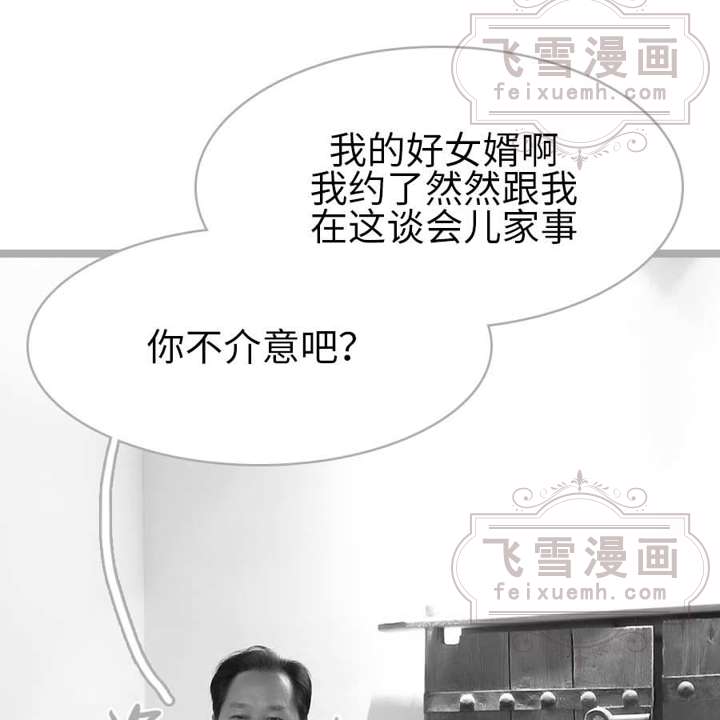 飞雪漫画
feixuemh.com
我的好女婿啊
我约了然然跟我
在这谈会儿家事
你不介意吧?
飞雪漫画
feixuemh.com